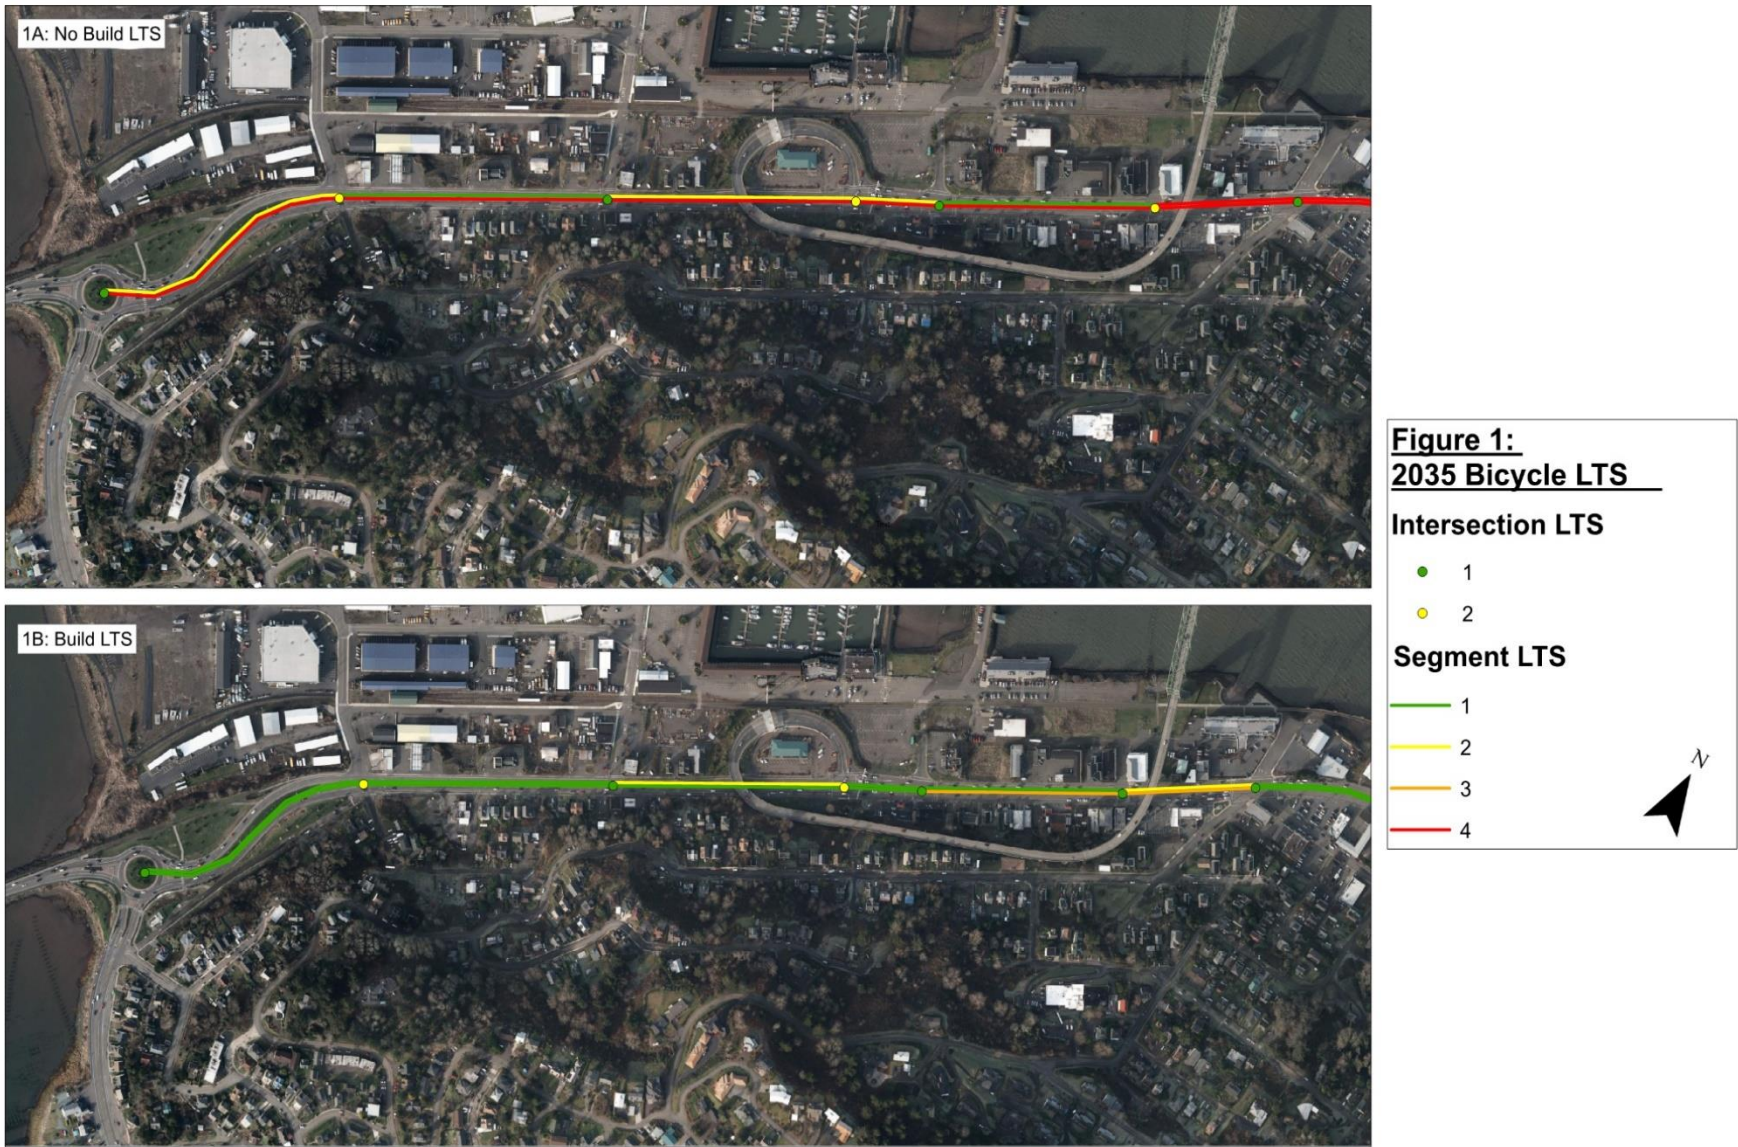 1A: No Build LTS
1B: Build LTS
Figure 1:
2035 Bicycle LTS
Intersection LTS
1
2
Segment LTS
1
2
3
4
N